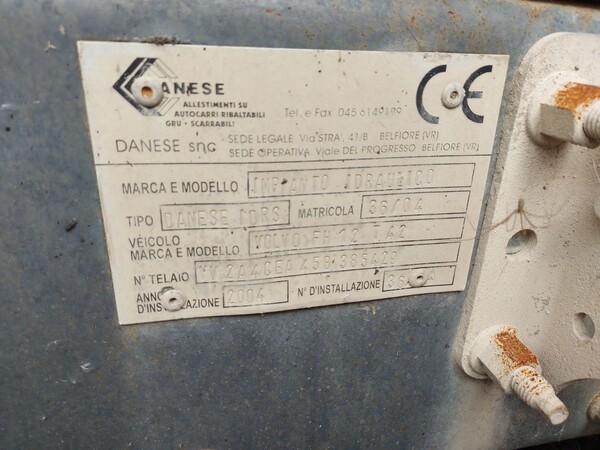 DANESE
ALLESTIMENTI SU
AUTOCARRI RIBALTABILI
GRU - SCARRABILI
Tel. e Fax 045 6149199
CE
DANESE snc
SEDE LEGALE Via STRA', 41/B BELFIORE (VR)
SEDE OPERATIVA Viale DEL PROGRESSO BELFIORE (VR)
MARCA E MODELLO IMPIANTO IDRAULICO
TIPO DANESE IDRS MATRICOLA 36/04
VEICOLO
MARCA E MODELLO VOLVO FH 12 T 42
N° TELAIO
ANNO
D'INSTALLAZIONE 2004 N° D'INSTALLAZIONE